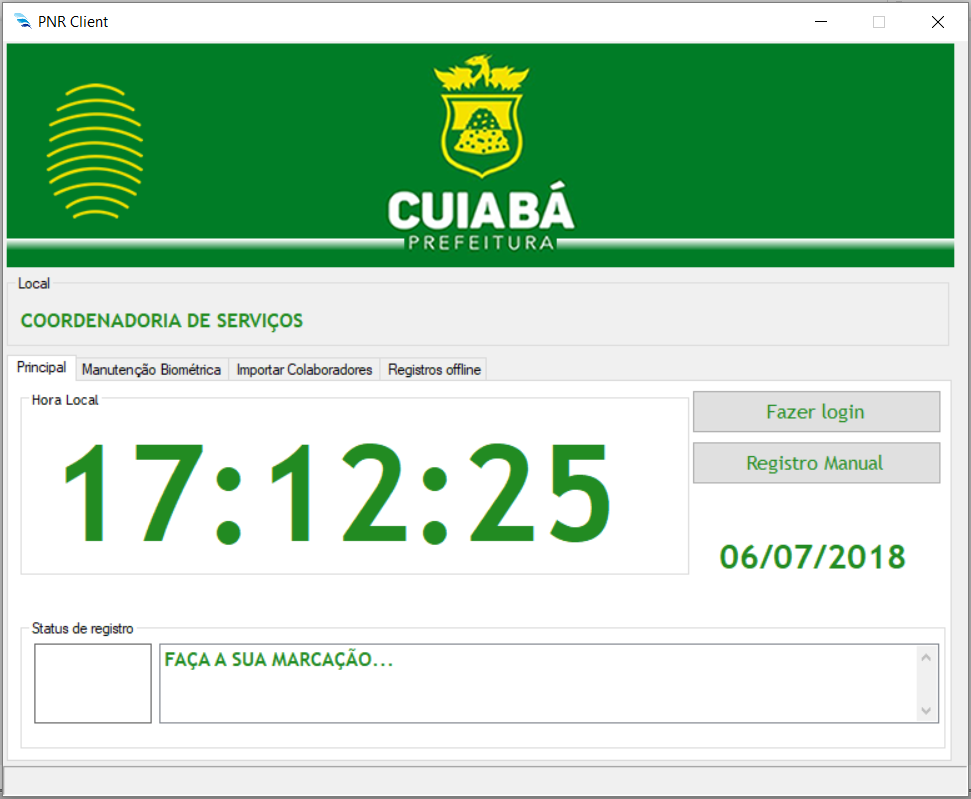 PNR Client
CUIABÁ
PREFEITURA
Local
COORDENADORIA DE SERVIÇOS
Principal
Manutenção Biométrica
Importar Colaboradores
Registros offline
Hora Local
17:12:25
Fazer login
Registro Manual
06/07/2018
Status de registro
FAÇA A SUA MARCAÇÃO...